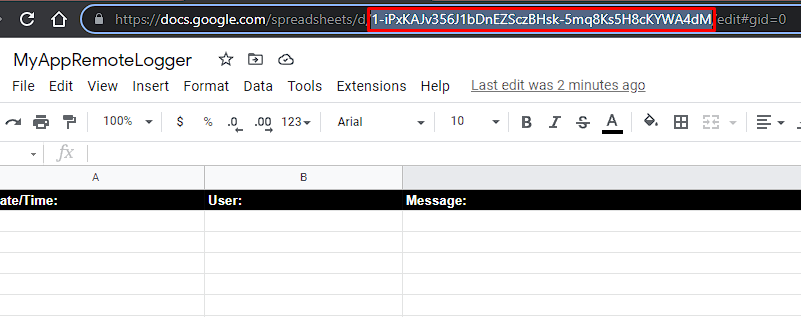 https://docs.google.com/spreadsheets/d/1-iPxKAJv356J1bDnEZSczBHsk-5mq8Ks5H8cKYWA4dM/edit#gid=0
MyAppRemoteLogger
File Edit View Insert Format Data Tools Extensions Help Last edit was 2 minutes ago
100% $ % .0 .00 123 Arial 10 B I S A
fx
A B
ate/Time: User: Message: